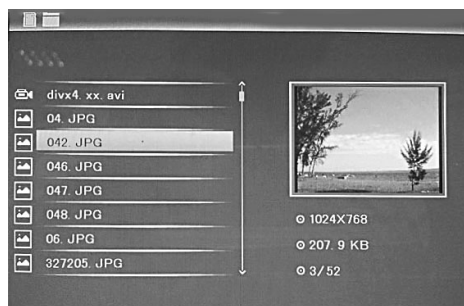 divx4. xx. avi
04. JPG
042. JPG
046. JPG
047. JPG
048. JPG
06. JPG
327205. JPG
1024X768
207. 9 KB
3/52